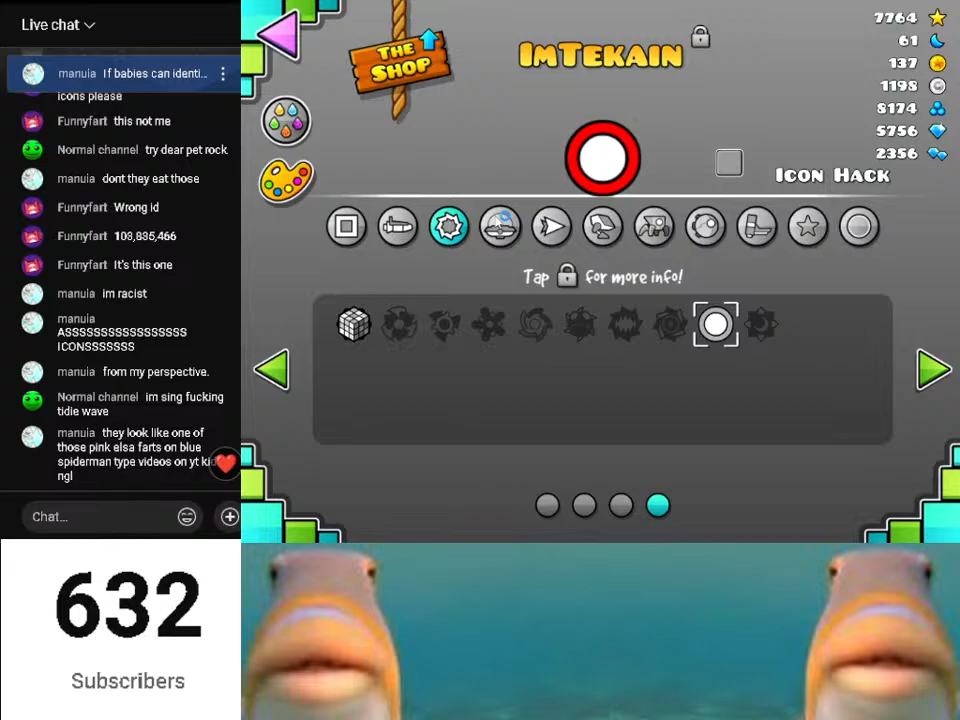 Live chat
manuia If babies can identi...
icons please
Funnyfart this not me
Normal channel try dear pet rock
manuia dont they eat those
Funnyfart Wrong id
Funnyfart 108,835,466
Funnyfart It's this one
manuia im racist
manuia
ASSSSSSSSSSSSSSSSS
ICONSSSSSSS
manuia from my perspective.
Normal channel im sing fucking
tidie wave
manuia they look like one of
those pink elsa farts on blue
spiderman type videos on yt kid
ngl
Chat...
632
Subscribers
THE
SHOP
ImTekain
7764
61
137
1198
8174
5756
2356
Icon Hack
Tap for more info!